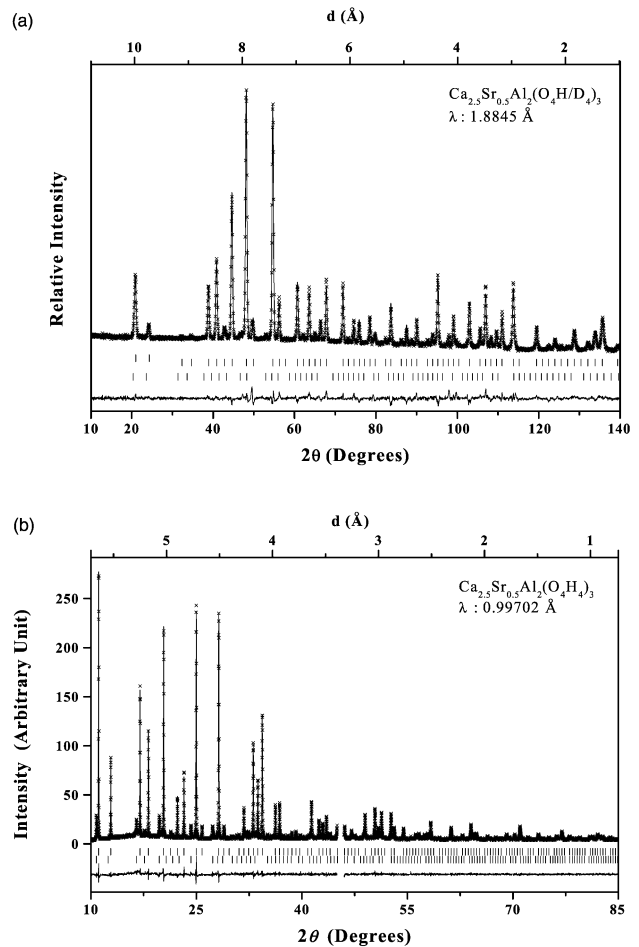 (a)
d (Å)
10 8 6 4 2
Ca2.5Sr0.5Al2(O4H/D4)3
λ : 1.8845 Å
Relative Intensity
10 20 40 60 80 100 120 140
2θ (Degrees)
(b)
d (Å)
5 4 3 2 1
Ca2.5Sr0.5Al2(O4H4)3
λ : 0.99702 Å
Intensity (Arbitrary Unit)
250
200
150
100
50
0
10 25 40 55 70 85
2θ (Degrees)